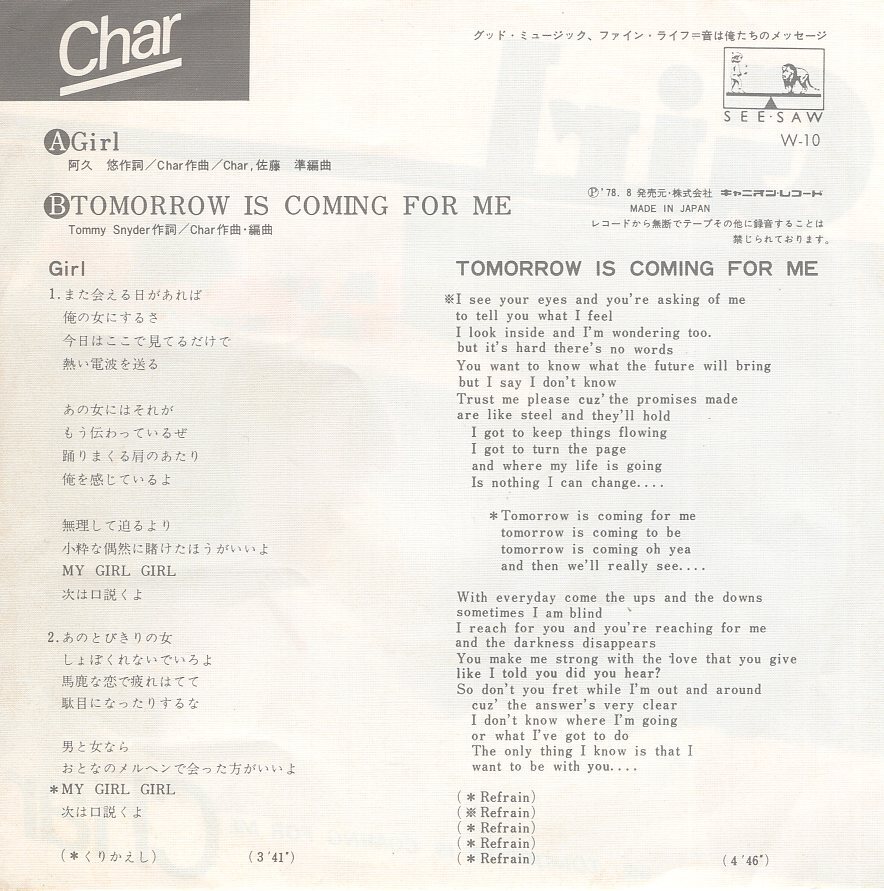 Char
グッド・ミュージック、ファイン・ライフ＝音は俺たちのメッセージ
SEE・SAW
W-10
Ⓐ Girl
阿久 悠作詞／Char作曲／Char, 佐藤 準編曲
Ⓑ TOMORROW IS COMING FOR ME
Tommy Snyder作詞／Char作曲・編曲
Ⓟ'78. 8 発売元・株式会社 キャニオン・レコード
MADE IN JAPAN
レコードから無断でテープその他に録音することは
禁じられております。
Girl
1. また会える日があれば
俺の女にするさ
今日はここで見てるだけで
熱い電波を送る
あの女にはそれが
もう伝わっているぜ
踊りまくる肩のあたり
俺を感じているよ
無理して迫るより
小粋な偶然に賭けたほうがいいよ
MY GIRL GIRL
次は口説くよ
2. あのとびきりの女
しょぼくれないでいろよ
馬鹿な恋で疲れはてて
駄目になったりするな
男と女なら
おとなのメルヘンで会った方がいいよ
＊MY GIRL GIRL
次は口説くよ
(＊くりかえし) (3'41")
TOMORROW IS COMING FOR ME
※I see your eyes and you're asking of me
to tell you what I feel
I look inside and I'm wondering too.
but it's hard there's no words
You want to know what the future will bring
but I say I don't know
Trust me please cuz' the promises made
are like steel and they'll hold
I got to keep things flowing
I got to turn the page
and where my life is going
Is nothing I can change....
＊Tomorrow is coming for me
tomorrow is coming to be
tomorrow is coming oh yea
and then we'll really see....
With everyday come the ups and the downs
sometimes I am blind
I reach for you and you're reaching for me
and the darkness disappears
You make me strong with the love that you give
like I told you did you hear?
So don't you fret while I'm out and around
cuz' the answer's very clear
I don't know where I'm going
or what I've got to do
The only thing I know is that I
want to be with you....
(＊Refrain)
(※Refrain)
(＊Refrain)
(＊Refrain)
(＊Refrain) (4'46")